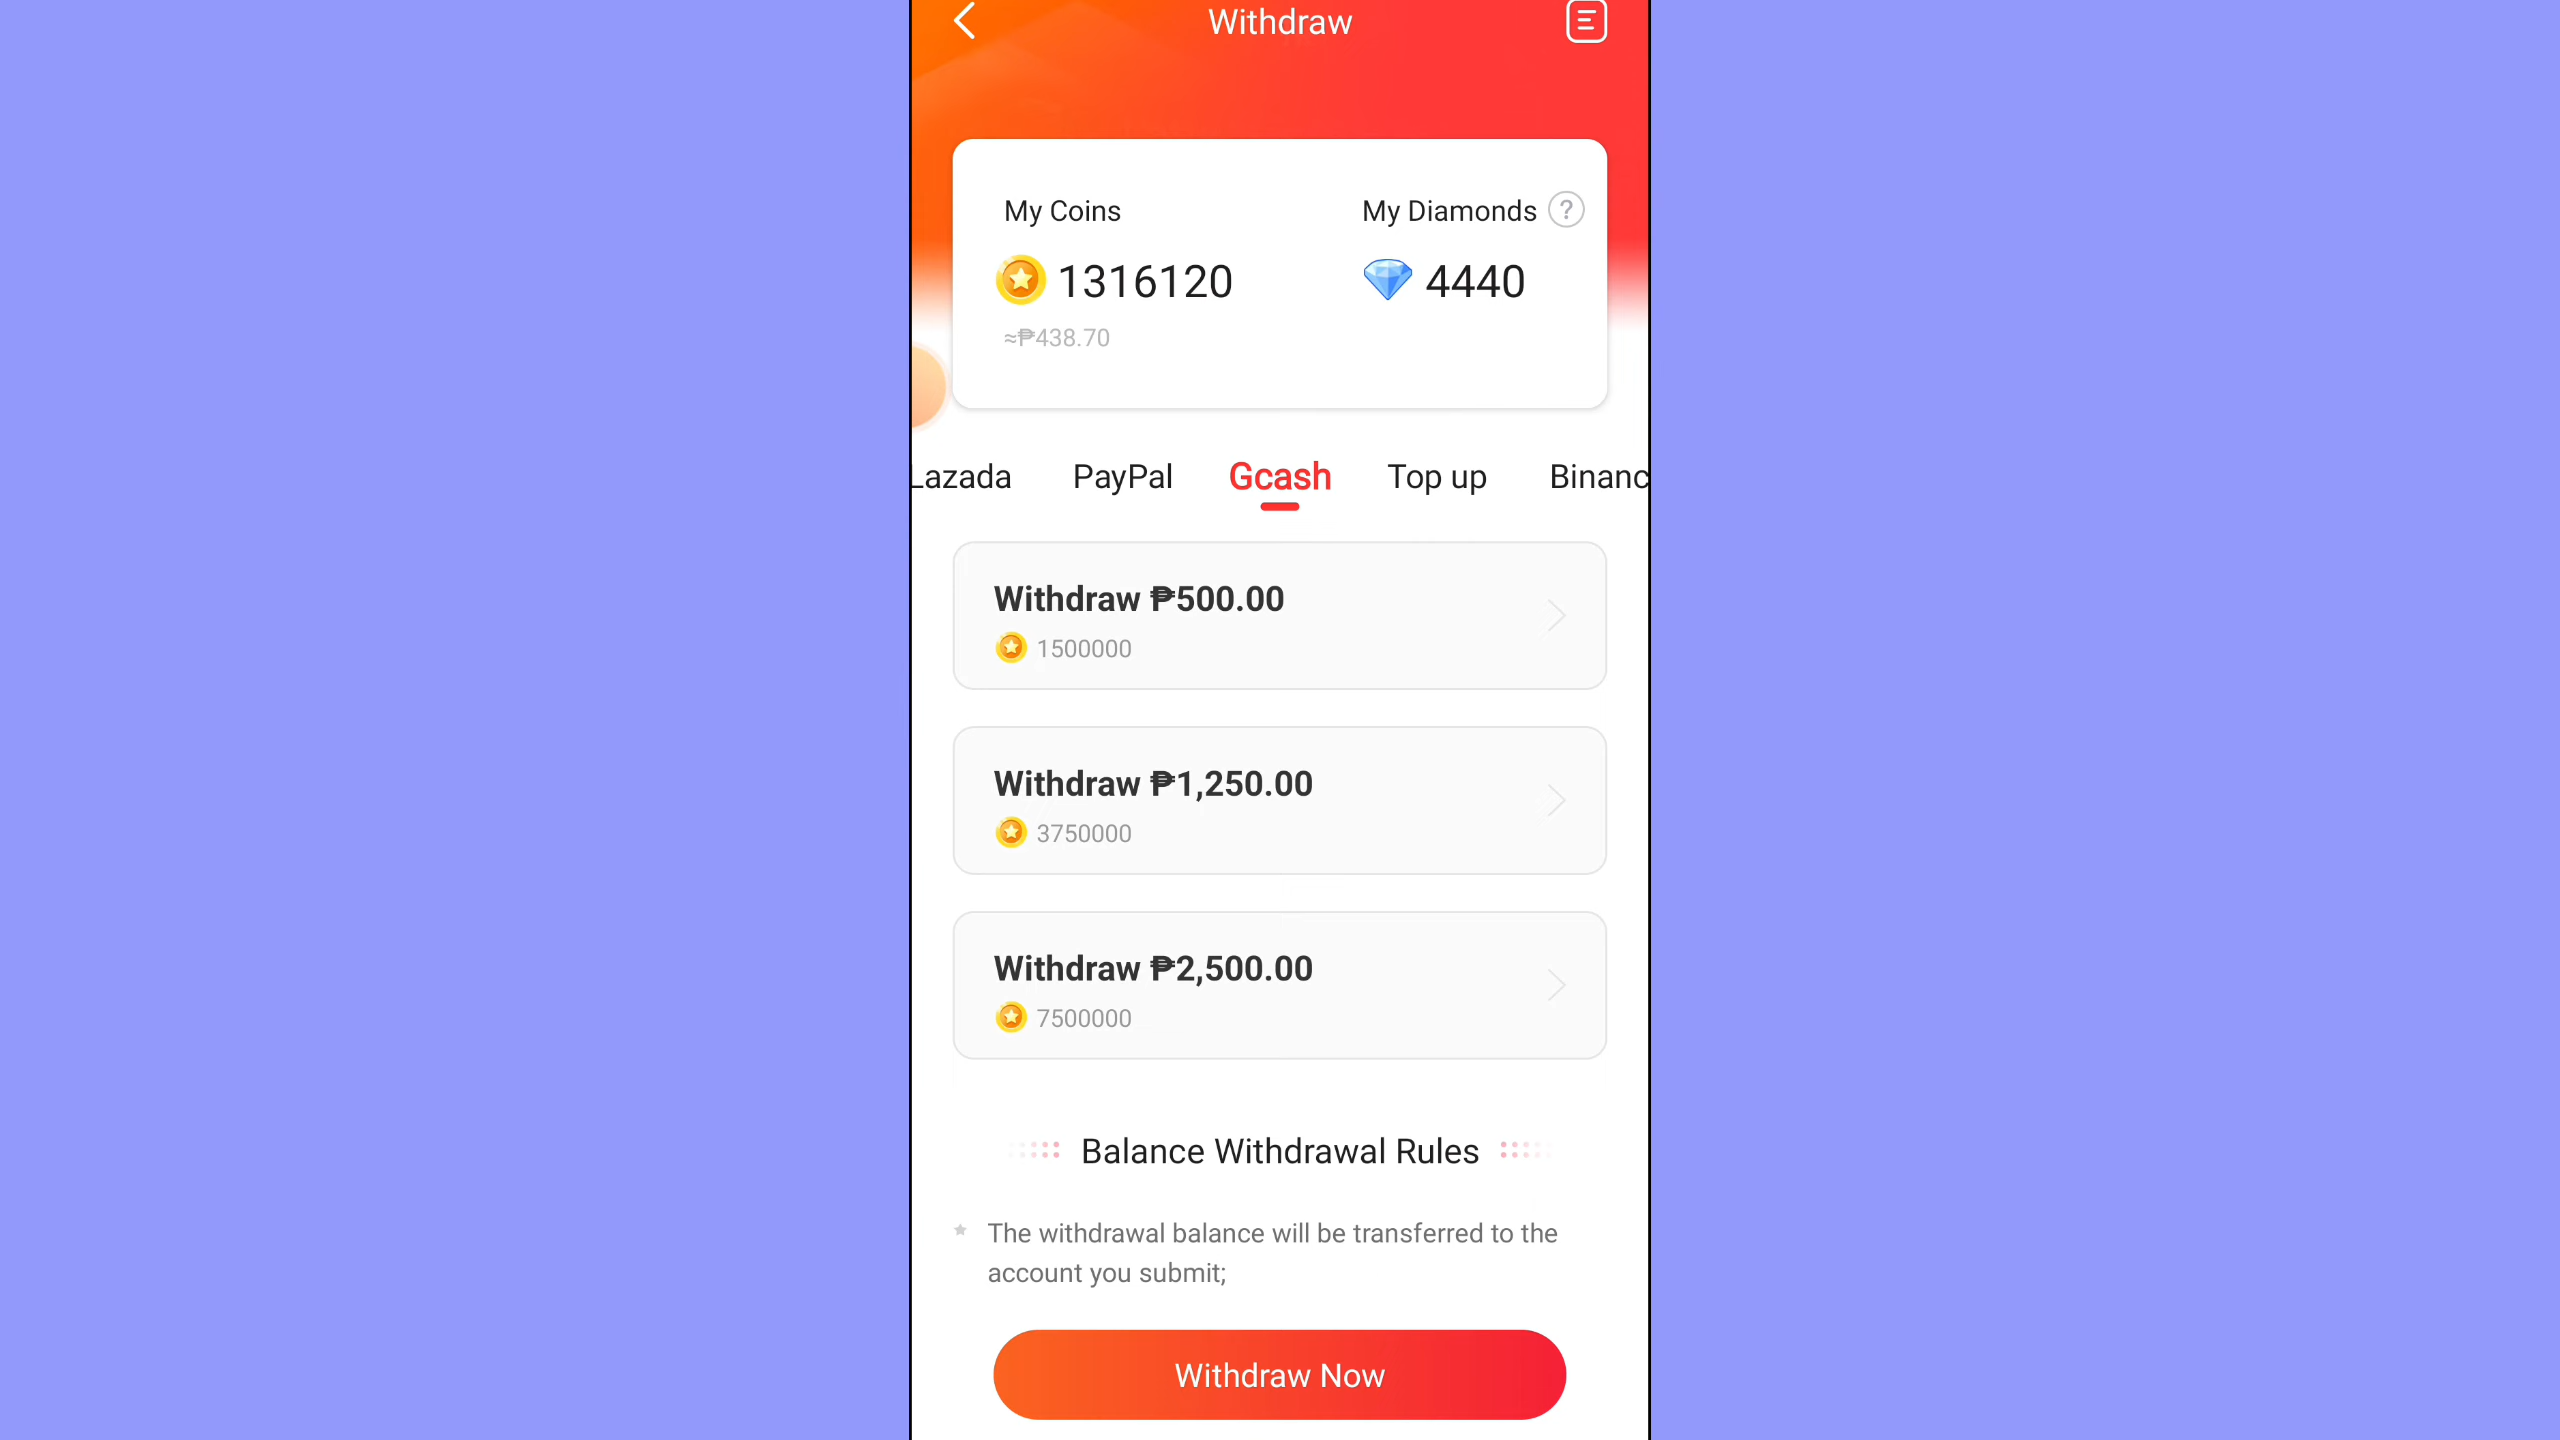 Withdraw
My Coins
My Diamonds ?
1316120
4440
≈₱438.70
Lazada PayPal Gcash Top up Binanc
Withdraw ₱500.00
1500000
Withdraw ₱1,250.00
3750000
Withdraw ₱2,500.00
7500000
Balance Withdrawal Rules
The withdrawal balance will be transferred to the
account you submit;
Withdraw Now